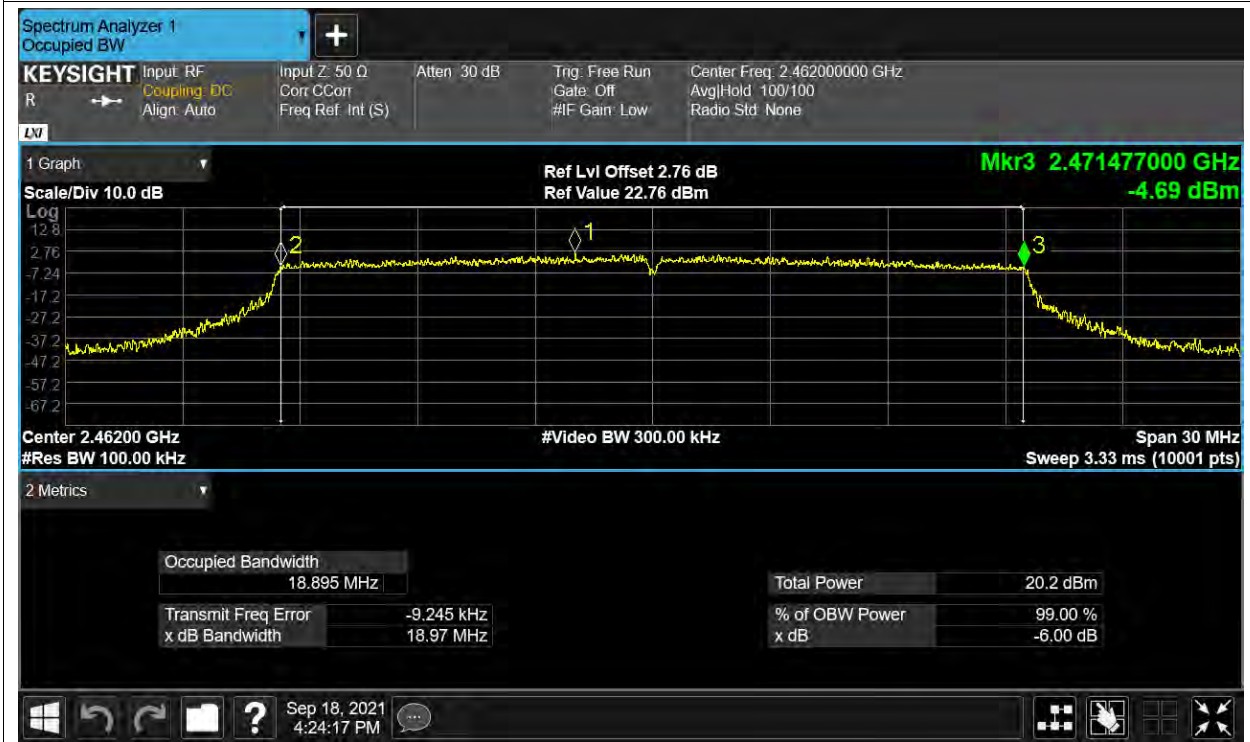 Spectrum Analyzer 1
Occupied BW
KEYSIGHT
R
LXI
Input: RF
Coupling: DC
Align: Auto
Input Z: 50 Ω
Corr CCorr
Freq Ref: Int (S)
Atten: 30 dB
Trig: Free Run
Gate: Off
#IF Gain: Low
Center Freq: 2.462000000 GHz
Avg|Hold: 100/100
Radio Std: None
1 Graph
Scale/Div 10.0 dB
Ref Lvl Offset 2.76 dB
Ref Value 22.76 dBm
Mkr3 2.471477000 GHz
-4.69 dBm
Log
12.8
2.76
-7.24
-17.2
-27.2
-37.2
-47.2
-57.2
-67.2
2
1
3
Center 2.46200 GHz
#Res BW 100.00 kHz
#Video BW 300.00 kHz
Span 30 MHz
Sweep 3.33 ms (10001 pts)
2 Metrics
Occupied Bandwidth
18.895 MHz
Transmit Freq Error -9.245 kHz
x dB Bandwidth 18.97 MHz
Total Power 20.2 dBm
% of OBW Power 99.00 %
x dB -6.00 dB
?
Sep 18, 2021
4:24:17 PM